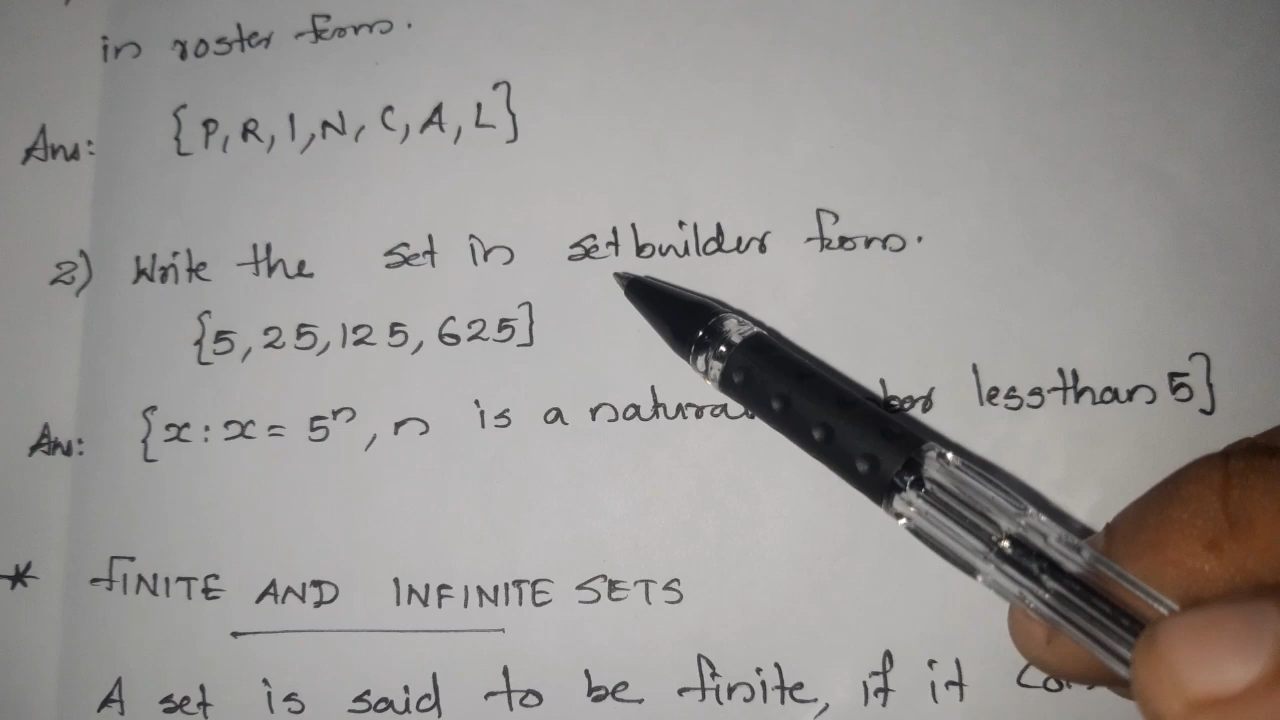 in roster form.
Ans: {P, R, I, N, C, A, L}
2) Write the set in setbuilder form.
{5, 25, 125, 625}
Ans: {x : x = 5ⁿ, n is a less than 5}
* FINITE AND INFINITE SETS
A set is said to be finite, if it